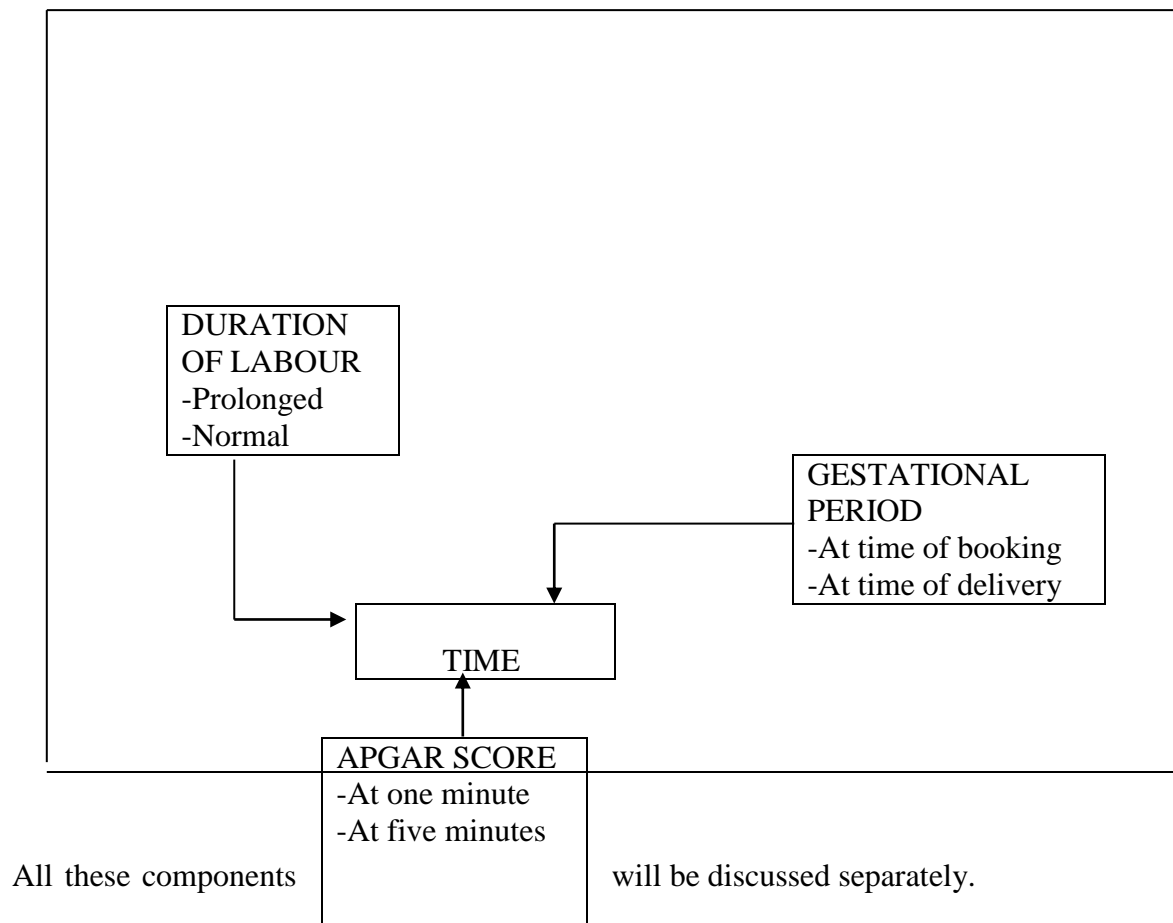 DURATION
OF LABOUR
-Prolonged
-Normal
GESTATIONAL
PERIOD
-At time of booking
-At time of delivery
TIME
APGAR SCORE
-At one minute
-At five minutes
All these components will be discussed separately.